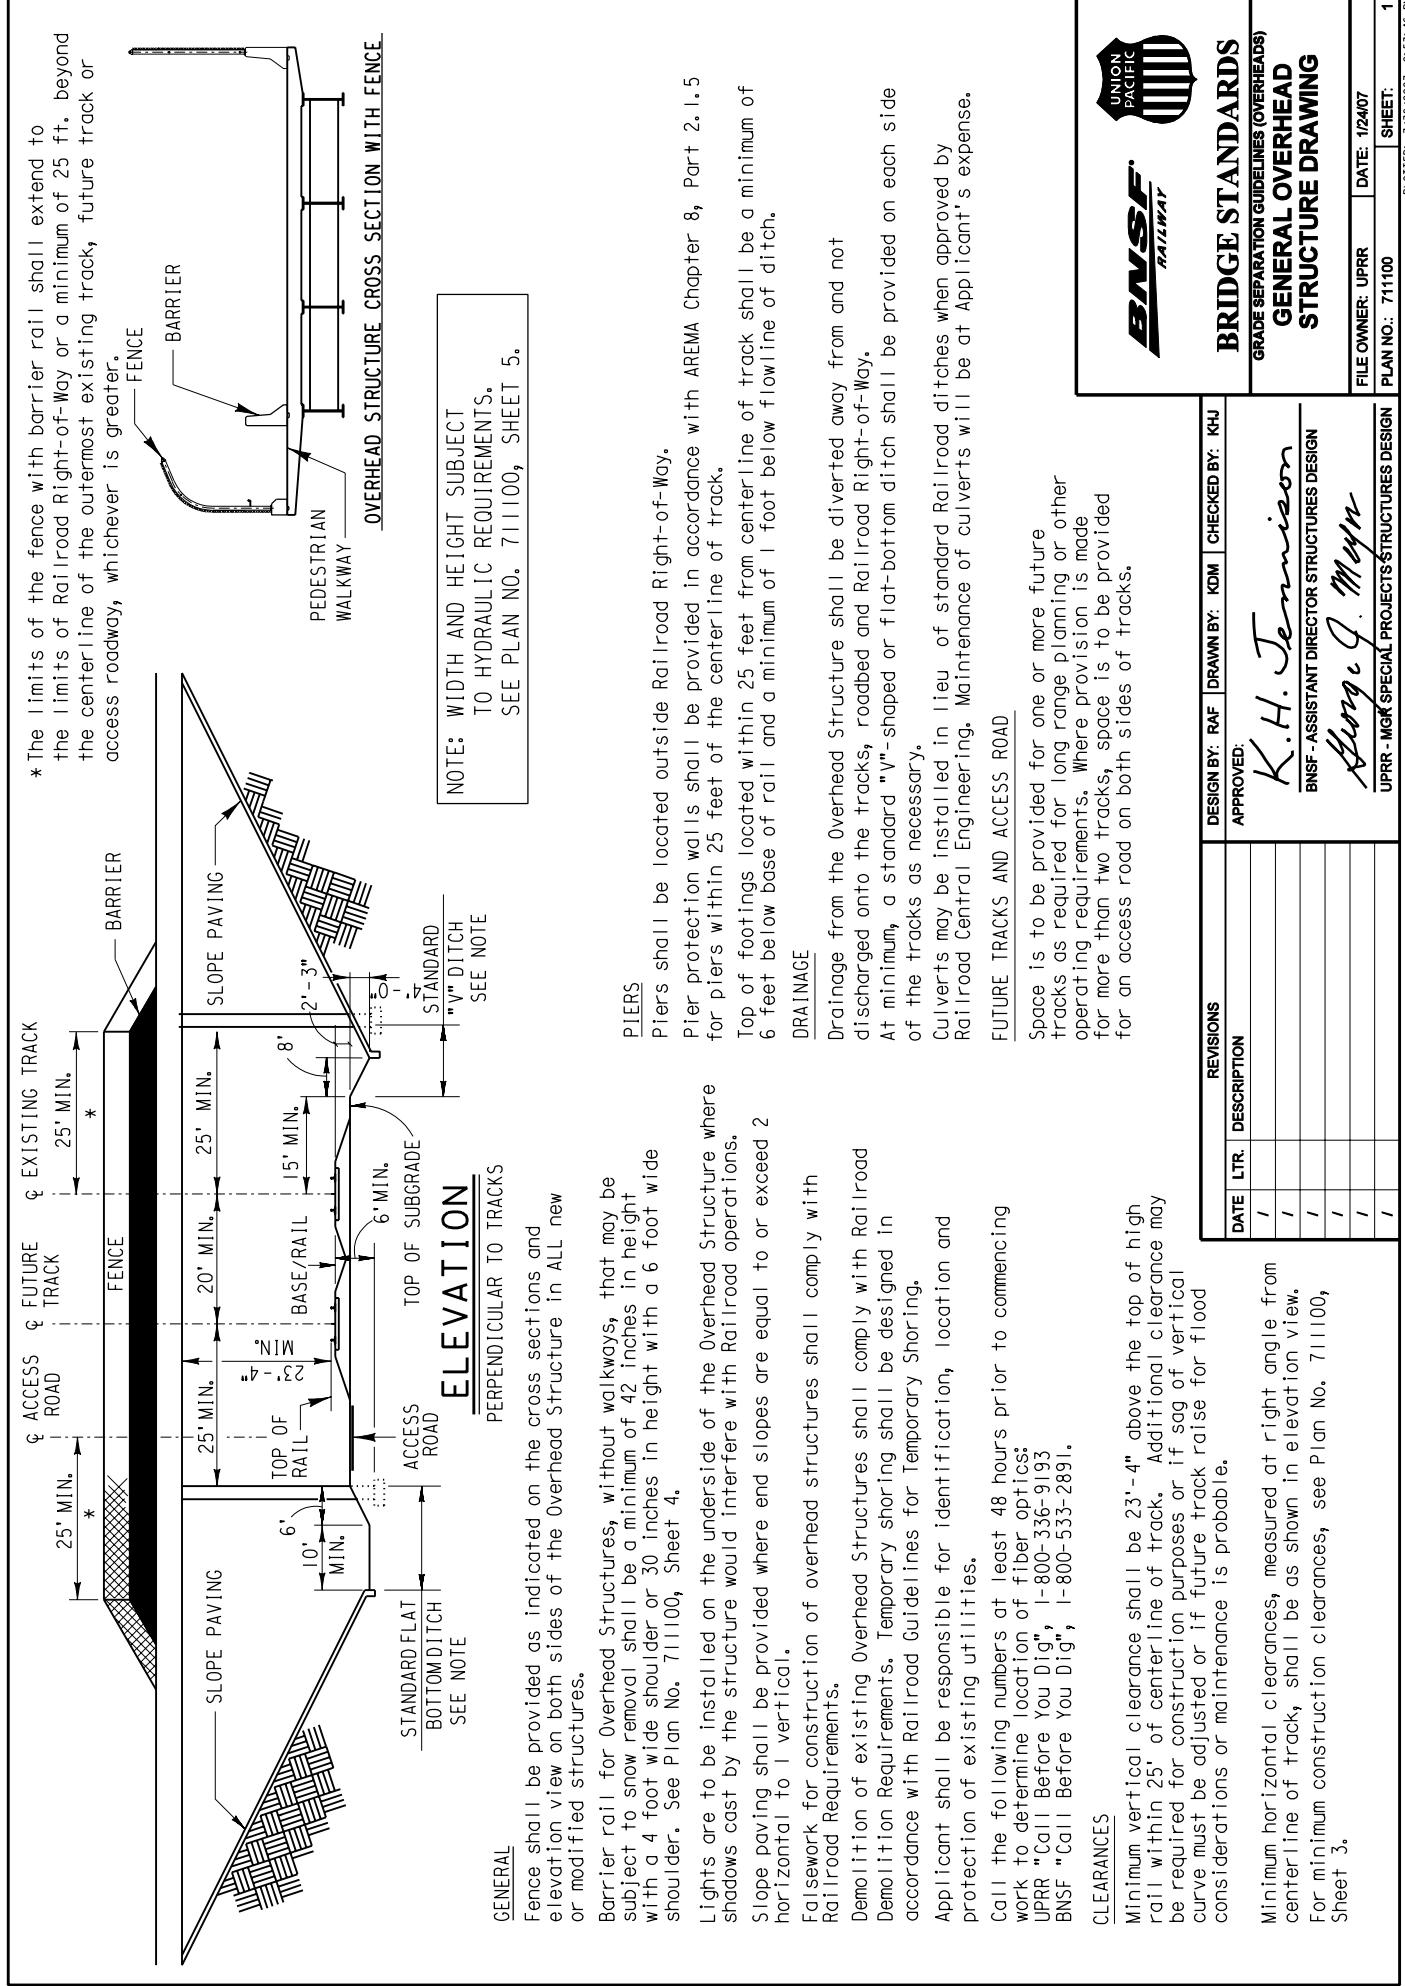 *The limits of the fence with barrier rail shall extend to
the limits of Railroad Right-of-Way or a minimum of 25 ft. beyond
the centerline of the outermost existing track, future track or
access roadway, whichever is greater.
℄ ACCESS
ROAD
℄ FUTURE
TRACK
℄ EXISTING TRACK
25' MIN.
*
25' MIN.
*
FENCE
BARRIER
SLOPE PAVING
SLOPE PAVING
25' MIN.
20' MIN.
25' MIN.
23'-4"
MIN.
TOP OF
RAIL
BASE/RAIL
15' MIN.
8'
2'-3"
4'-0"
6'
10'
MIN.
6' MIN.
STANDARD FLAT
BOTTOM DITCH
SEE NOTE
ACCESS
ROAD
TOP OF SUBGRADE
STANDARD
"V" DITCH
SEE NOTE
ELEVATION
PERPENDICULAR TO TRACKS
FENCE
BARRIER
PEDESTRIAN
WALKWAY
OVERHEAD STRUCTURE CROSS SECTION WITH FENCE
NOTE: WIDTH AND HEIGHT SUBJECT
TO HYDRAULIC REQUIREMENTS.
SEE PLAN NO. 711100, SHEET 5.
GENERAL
Fence shall be provided as indicated on the cross sections and
elevation view on both sides of the Overhead Structure in ALL new
or modified structures.
Barrier rail for Overhead Structures, without walkways, that may be
subject to snow removal shall be a minimum of 42 inches in height
with a 4 foot wide shoulder or 30 inches in height with a 6 foot wide
shoulder. See Plan No. 711100, Sheet 4.
Lights are to be installed on the underside of the Overhead Structure where
shadows cast by the structure would interfere with Railroad operations.
Slope paving shall be provided where end slopes are equal to or exceed 2
horizontal to 1 vertical.
Falsework for construction of overhead structures shall comply with
Railroad Requirements.
Demolition of existing Overhead Structures shall comply with Railroad
Demolition Requirements. Temporary shoring shall be designed in
accordance with Railroad Guidelines for Temporary Shoring.
Applicant shall be responsible for identification, location and
protection of existing utilities.
Call the following numbers at least 48 hours prior to commencing
work to determine location of fiber optics:
UPRR "Call Before You Dig", 1-800-336-9193
BNSF "Call Before You Dig", 1-800-533-2891.
CLEARANCES
Minimum vertical clearance shall be 23'-4" above the top of high
rail within 25' of centerline of track. Additional clearance may
be required for construction purposes or if sag of vertical
curve must be adjusted or if future track raise for flood
considerations or maintenance is probable.
Minimum horizontal clearances, measured at right angle from
centerline of track, shall be as shown in elevation view.
For minimum construction clearances, see Plan No. 711100,
Sheet 3.
PIERS
Piers shall be located outside Railroad Right-of-Way.
Pier protection walls shall be provided in accordance with AREMA Chapter 8, Part 2.1.5
for piers within 25 feet of the centerline of track.
Top of footings located within 25 feet from centerline of track shall be a minimum of
6 feet below base of rail and a minimum of 1 foot below flowline of ditch.
DRAINAGE
Drainage from the Overhead Structure shall be diverted away from and not
discharged onto the tracks, roadbed and Railroad Right-of-Way.
At minimum, a standard "V"-shaped or flat-bottom ditch shall be provided on each side
of the tracks as necessary.
Culverts may be installed in lieu of standard Railroad ditches when approved by
Railroad Central Engineering. Maintenance of culverts will be at Applicant's expense.
FUTURE TRACKS AND ACCESS ROAD
Space is to be provided for one or more future
tracks as required for long range planning or other
operating requirements. Where provision is made
for more than two tracks, space is to be provided
for an access road on both sides of tracks.
REVISIONS
DATE LTR. DESCRIPTION
/
/
/
/
/
/
DESIGN BY: RAF DRAWN BY: KDM CHECKED BY: KHJ
APPROVED:
K.H. Jennison
BNSF - ASSISTANT DIRECTOR STRUCTURES DESIGN
UPRR - MGR SPECIAL PROJECTS STRUCTURES DESIGN
BNSF
RAILWAY
UNION
PACIFIC
BRIDGE STANDARDS
GRADE SEPARATION GUIDELINES (OVERHEADS)
GENERAL OVERHEAD
STRUCTURE DRAWING
FILE OWNER: UPRR DATE: 1/24/07
PLAN NO.: 711100 SHEET: 1